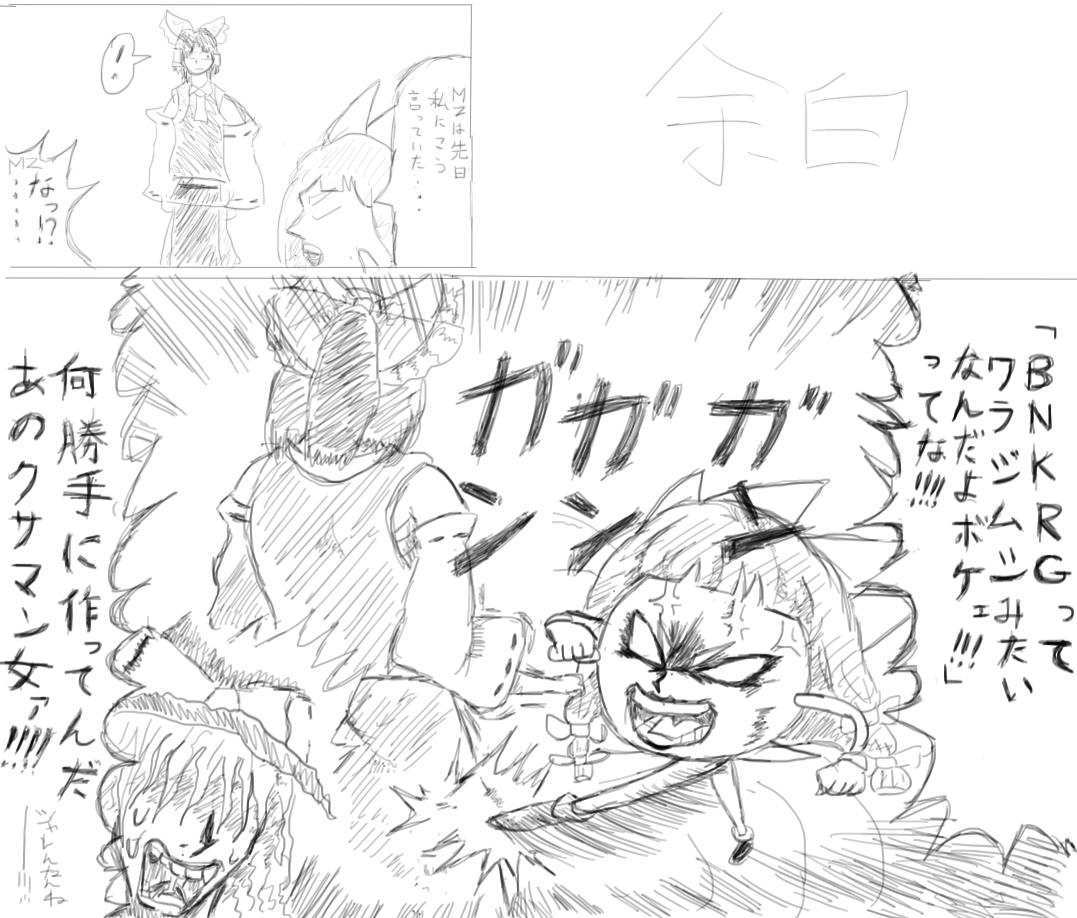 余白
MZは先日
私にこう
言っていた…
!
なっ!?
MZ
「BNKRGって
ワラジムシみたい
なんだよボケェ!!!」
ってな!!!!
ガガガ
ンンン
何勝手に作ってんだ
あのクサマン女ァ!!!!